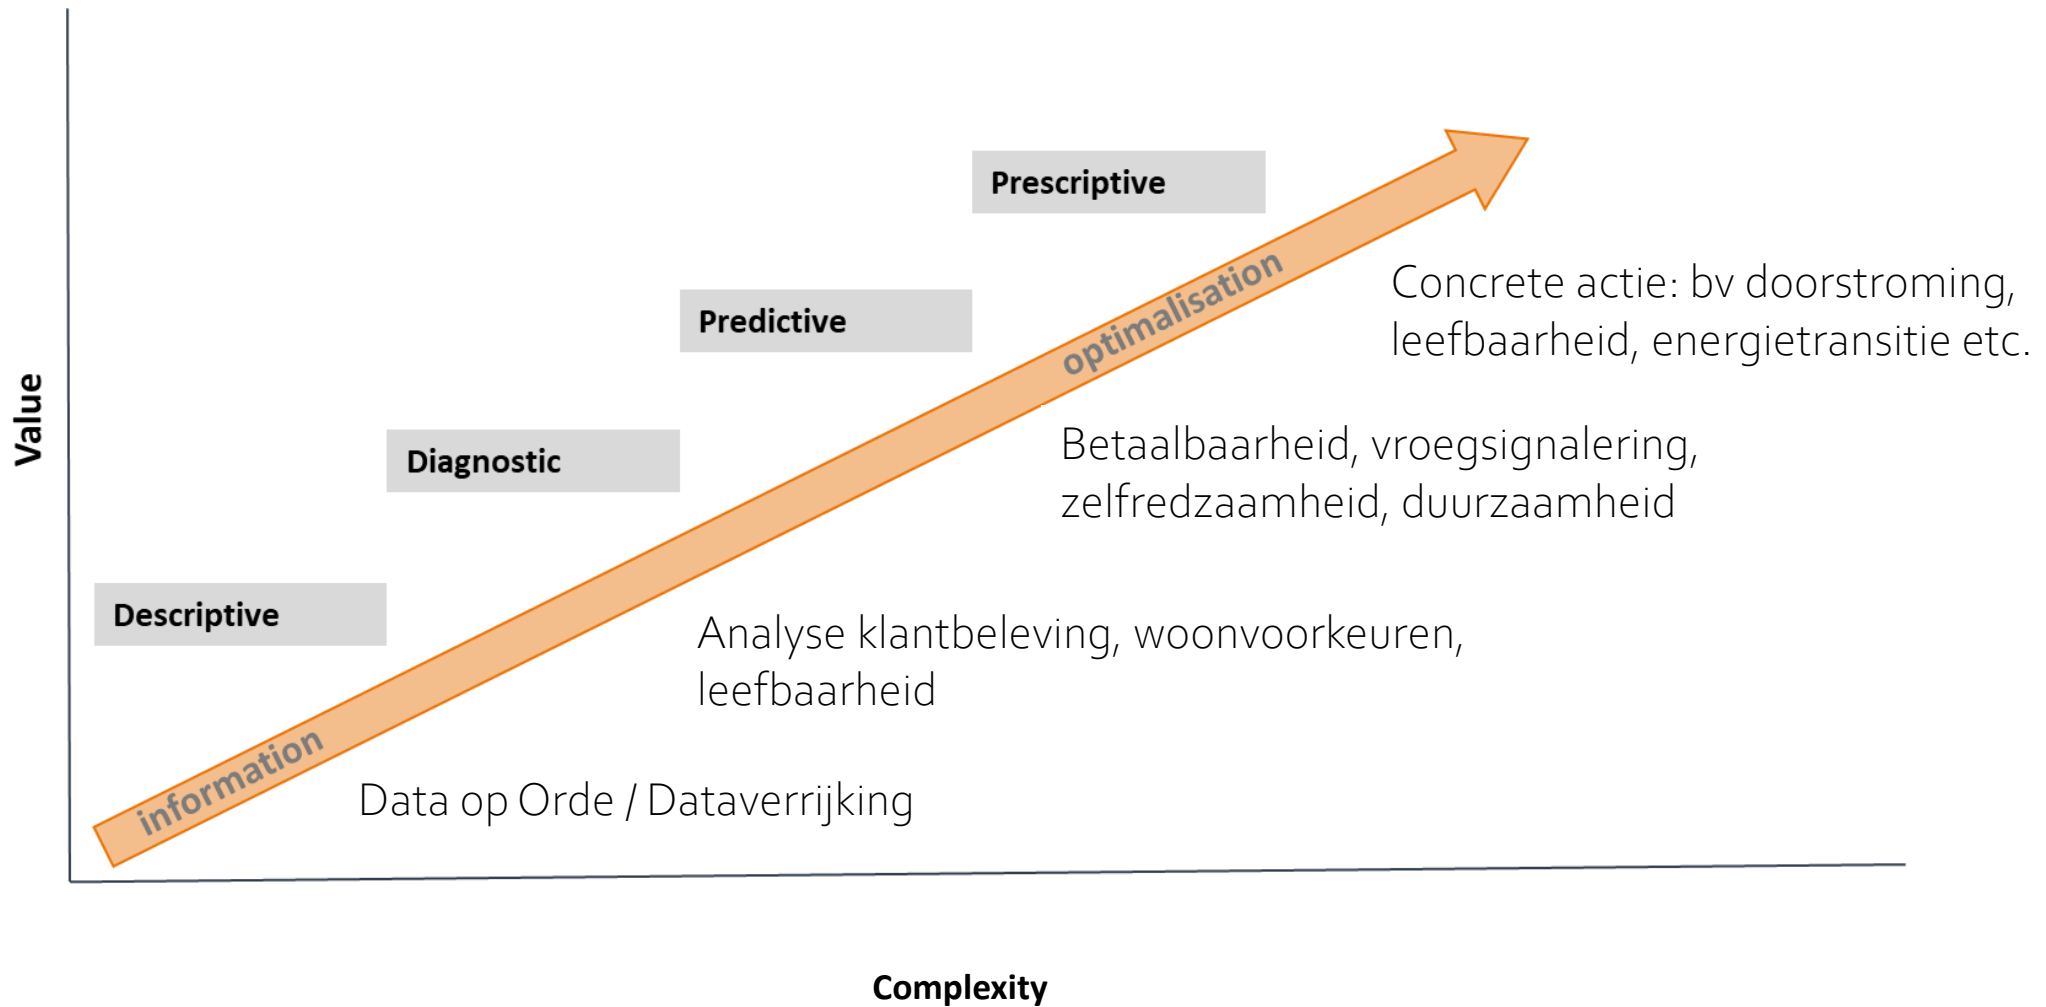 Prescriptive
optimalisation
Concrete actie: bv doorstroming,
leefbaarheid, energietransitie etc.
Predictive
Value
Betaalbaarheid, vroegsignalering,
zelfredzaamheid, duurzaamheid
Diagnostic
Descriptive
Analyse klantbeleving, woonvoorkeuren,
leefbaarheid
information
Data op Orde / Dataverrijking
Complexity